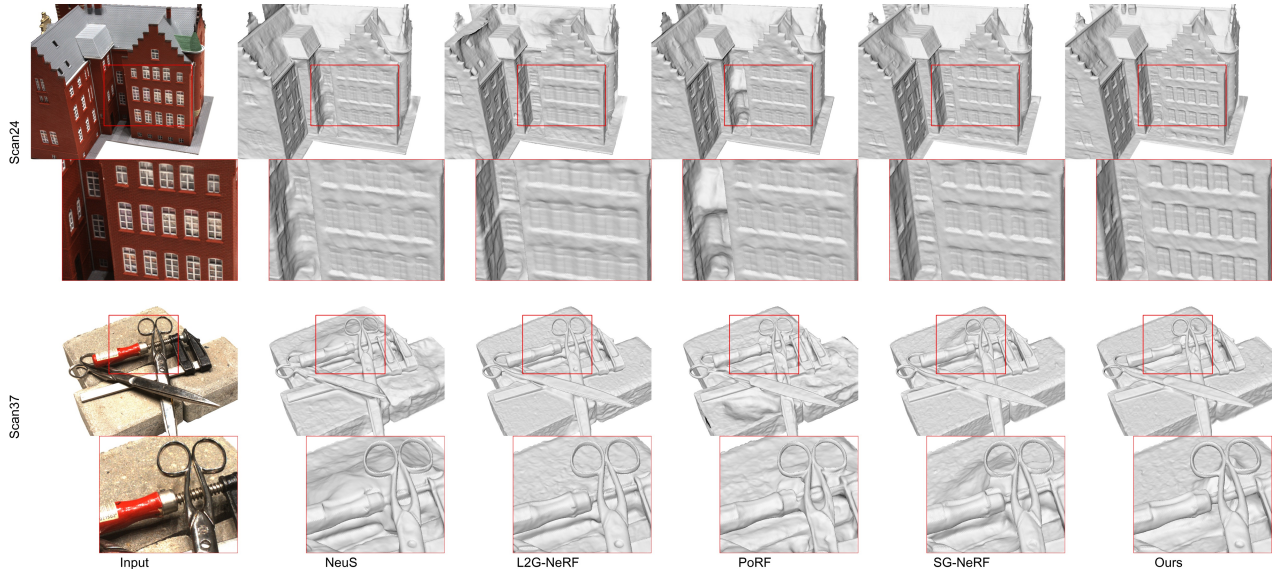 Scan24
Scan37
Input
NeuS
L2G-NeRF
PoRF
SG-NeRF
Ours